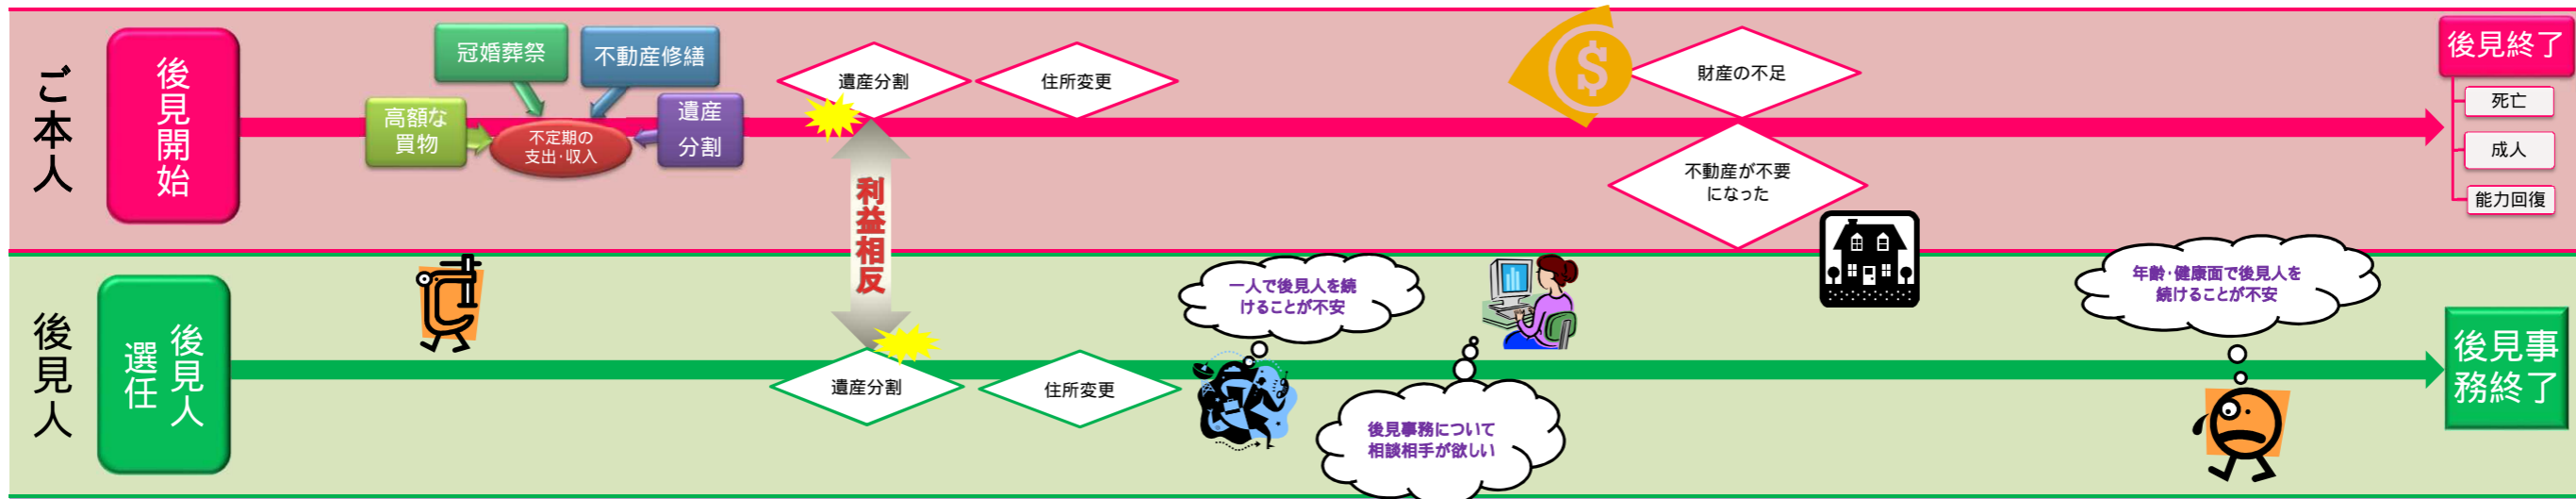 ご本人
後見開始
冠婚葬祭
不動産修繕
高額な
買物
不定期の
支出・収入
遺産
分割
遺産分割
住所変更
$
財産の不足
不動産が不要
になった
後見終了
死亡
成人
能力回復
利益相反
後見人
後見人
選任
遺産分割
住所変更
一人で後見人を続
けることが不安
後見事務について
相談相手が欲しい
年齢・健康面で後見人を
続けることが不安
後見事
務終了